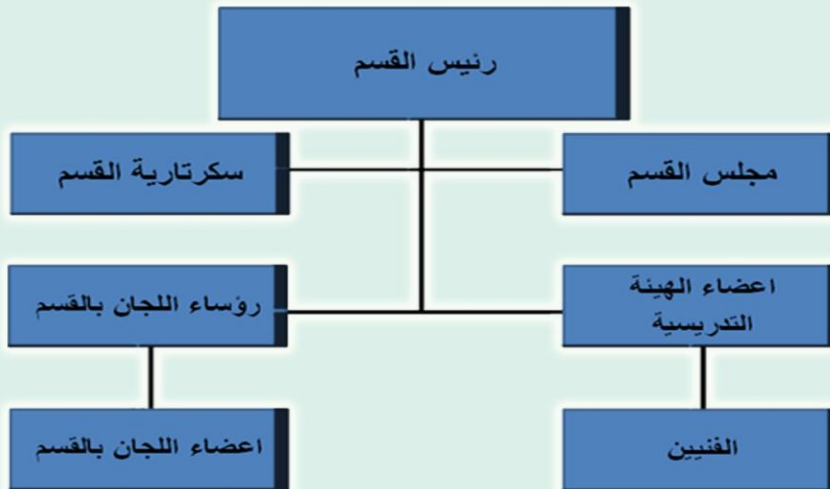 رئيس القسم
مجلس القسم
سكرتارية القسم
اعضاء الهيئة
التدريسية
رؤساء اللجان بالقسم
الفنيين
اعضاء اللجان بالقسم